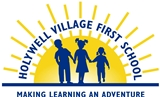 HOLYWELL VILLAGE FIRST SCHOOL
MAKING LEARNING AN ADVENTURE